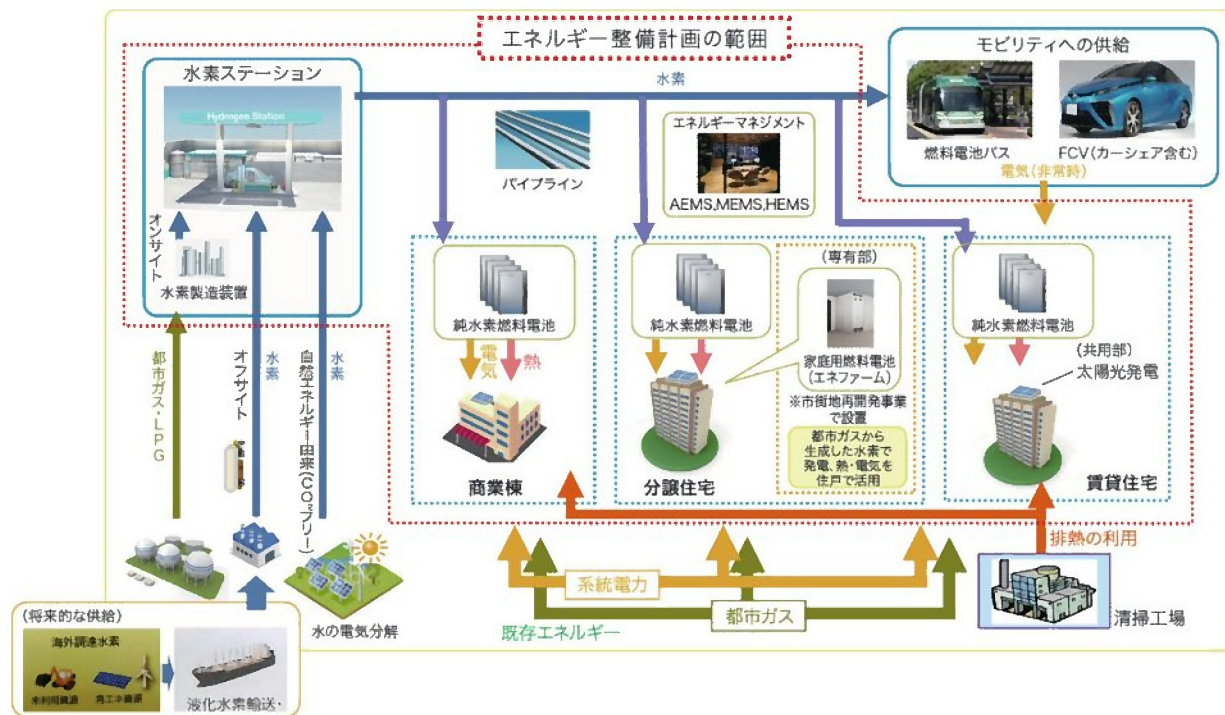 エネルギー整備計画の範囲
水素ステーション
Hydrogen Station
オンサイト
水素製造装置
水素
パイプライン
エネルギーマネジメント
AEMS,MEMS,HEMS
モビリティへの供給
燃料電池バス
FCV(カーシェア含む)
電気(非常時)
純水素燃料電池
電気
熱
商業棟
純水素燃料電池
分譲住宅
(専有部)
家庭用燃料電池
(エネファーム)
※市街地再開発事業
で設置
都市ガスから
生成した水素で
発電、熱・電気を
住戸で活用
純水素燃料電池
(共用部)
太陽光発電
賃貸住宅
都市ガス・LPG
オフサイト
水素
自然エネルギー由来(CO₂フリー)
水素
水の電気分解
排熱の利用
清掃工場
系統電力
都市ガス
既存エネルギー
(将来的な供給)
海外調達水素
未利用資源
再エネ資源
液化水素輸送・